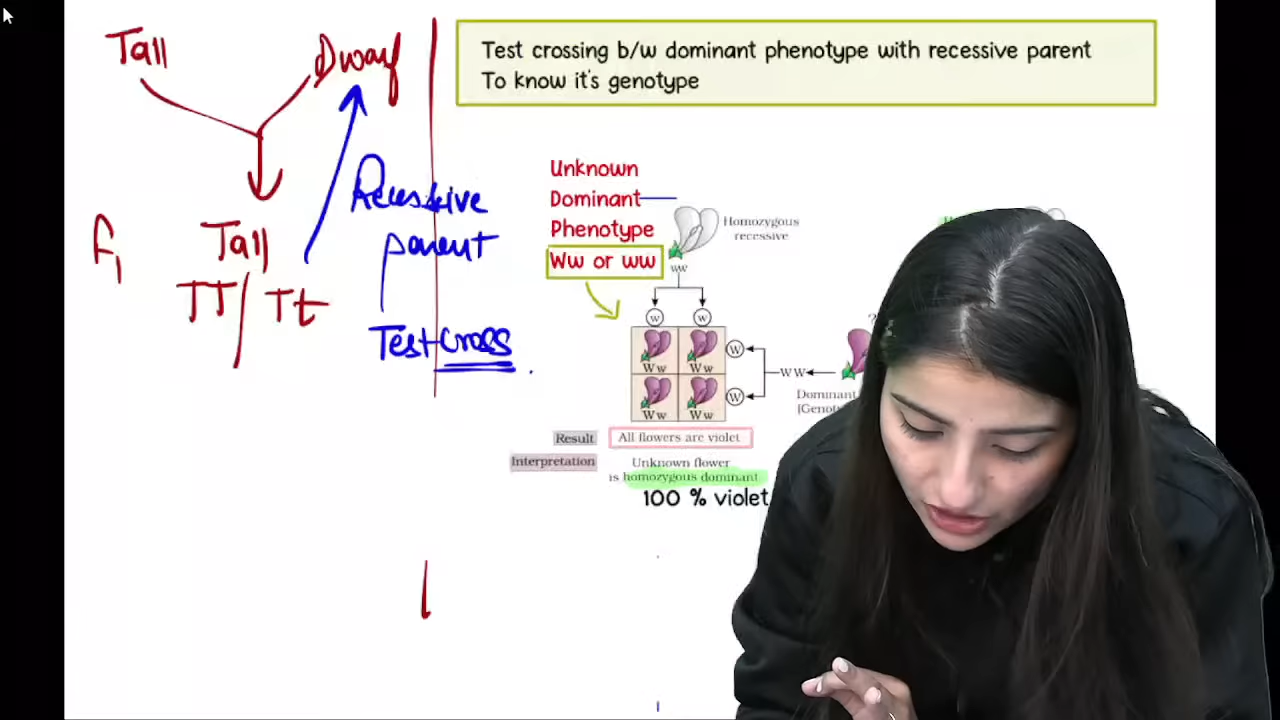 Tall
Dwarf
Recessive
parent
Test cross.
F1
Tall
TT/Tt
Test crossing b/w dominant phenotype with recessive parent
To know it's genotype
Unknown
Dominant
Phenotype
Ww or ww
Homozygous
recessive
ww
w w
Ww Ww
Ww Ww
W
W
WW
Dominant
Result All flowers are violet
Interpretation Unknown flower
is homozygous dominant
100 % violet